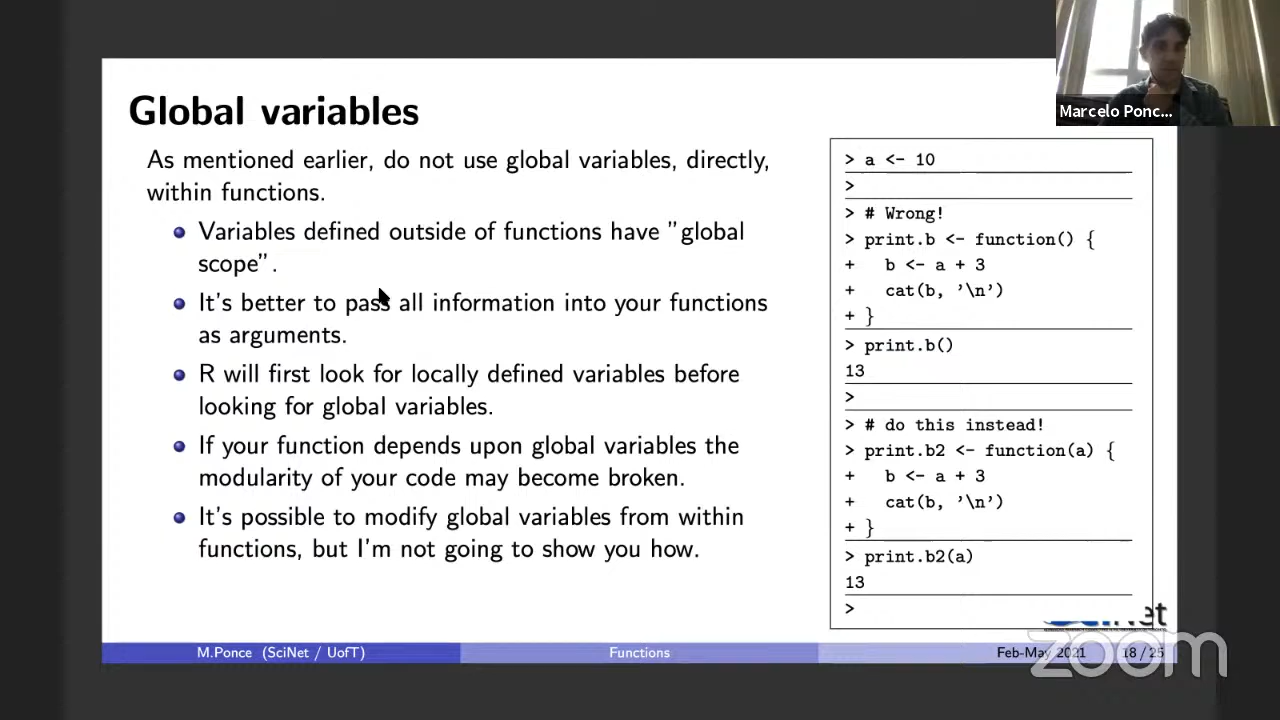 Marcelo Ponc...
Global variables
As mentioned earlier, do not use global variables, directly,
within functions.
Variables defined outside of functions have ”global
scope”.
It's better to pass all information into your functions
as arguments.
R will first look for locally defined variables before
looking for global variables.
If your function depends upon global variables the
modularity of your code may become broken.
It's possible to modify global variables from within
functions, but I'm not going to show you how.
> a <- 10
>
> # Wrong!
> print.b <- function() {
+   b <- a + 3
+   cat(b, ’\n’)
+ }
> print.b()
13
>
> # do this instead!
> print.b2 <- function(a) {
+   b <- a + 3
+   cat(b, ’\n’)
+ }
> print.b2(a)
13
>
M.Ponce (SciNet / UofT)
Functions
Feb-May 2021
18 / 25
zoom